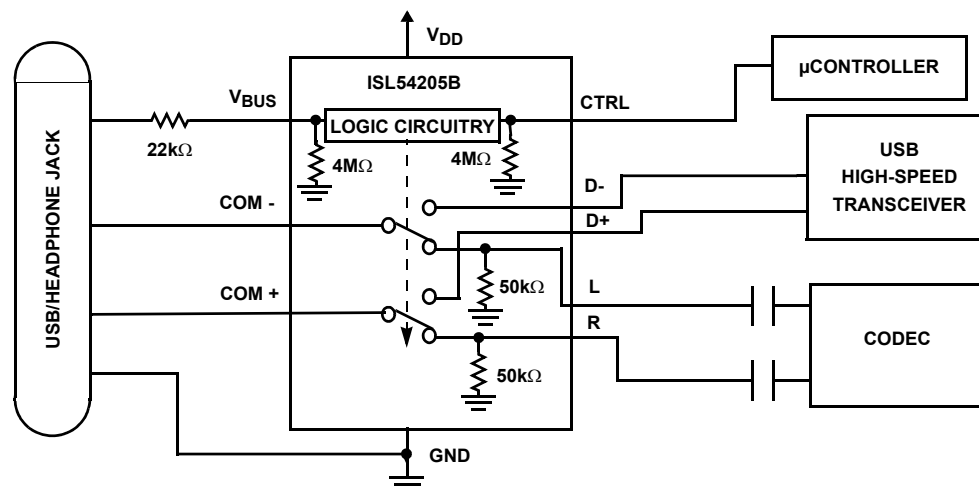 VDD
ISL54205B
µCONTROLLER
VBUS
CTRL
LOGIC CIRCUITRY
22kΩ
4MΩ
4MΩ
USB
HIGH-SPEED
TRANSCEIVER
D-
COM -
D+
USB/HEADPHONE JACK
50kΩ
L
COM +
R
CODEC
50kΩ
GND